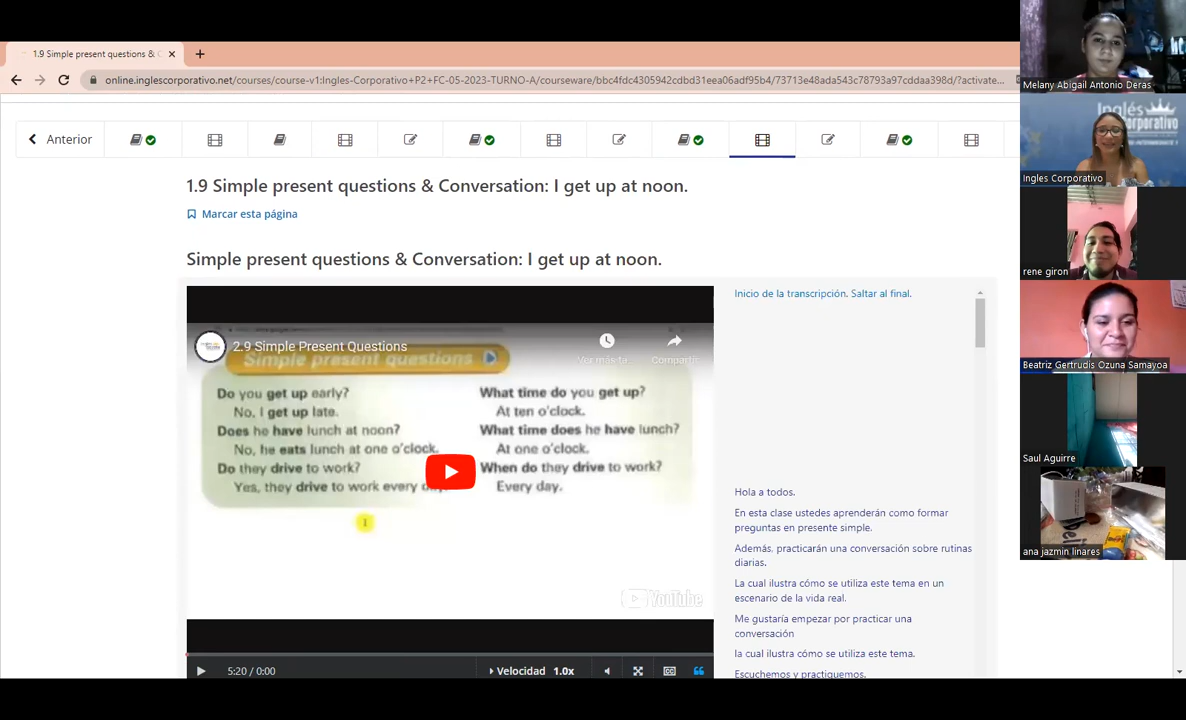 1.9 Simple present questions & C
online.inglescorporativo.net/courses/course-v1:Ingles-Corporativo+P2+FC-05-2023-TURNO-A/courseware/bbc4fdc4305942cdbd31eea06adf95b4/73713e48ada543c78793a97cddaa398d/?activate...
Anterior
1.9 Simple present questions & Conversation: I get up at noon.
Marcar esta página
Simple present questions & Conversation: I get up at noon.
2.9 Simple Present Questions
Ver más ta...
Compartir
Simple present questions
Do you get up early?
No, I get up late.
Does he have lunch at noon?
No, he eats lunch at one o'clock.
Do they drive to work?
Yes, they drive to work every
What time do you get up?
At ten o'clock.
What time does he have lunch?
At one o'clock.
When do they drive to work?
Every day.
YouTube
5:20 / 0:00
Velocidad 1.0x
Inicio de la transcripción. Saltar al final.
Hola a todos.
En esta clase ustedes aprenderán como formar
preguntas en presente simple.
Además, practicarán una conversación sobre rutinas
diarias.
La cual ilustra cómo se utiliza este tema en un
escenario de la vida real.
Me gustaría empezar por practicar una
conversación
la cual ilustra cómo se utiliza este tema.
Escuchemos y practiquemos.
Melany Abigail Antonio Deras
Inglés
Corporativo
Ingles Corporativo
rene giron
Beatriz Gertrudis Ozuna Samayoa
Saul Aguirre
ana jazmin linares